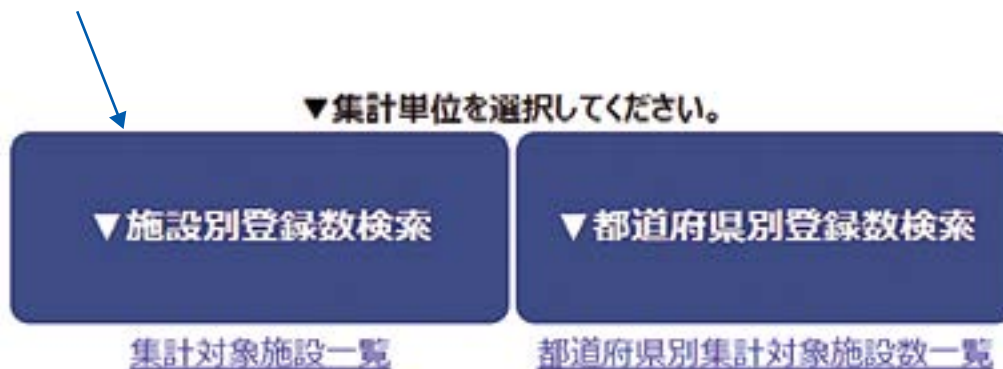 ▼集計単位を選択してください。
▼施設別登録数検索
▼都道府県別登録数検索
集計対象施設一覧
都道府県別集計対象施設数一覧